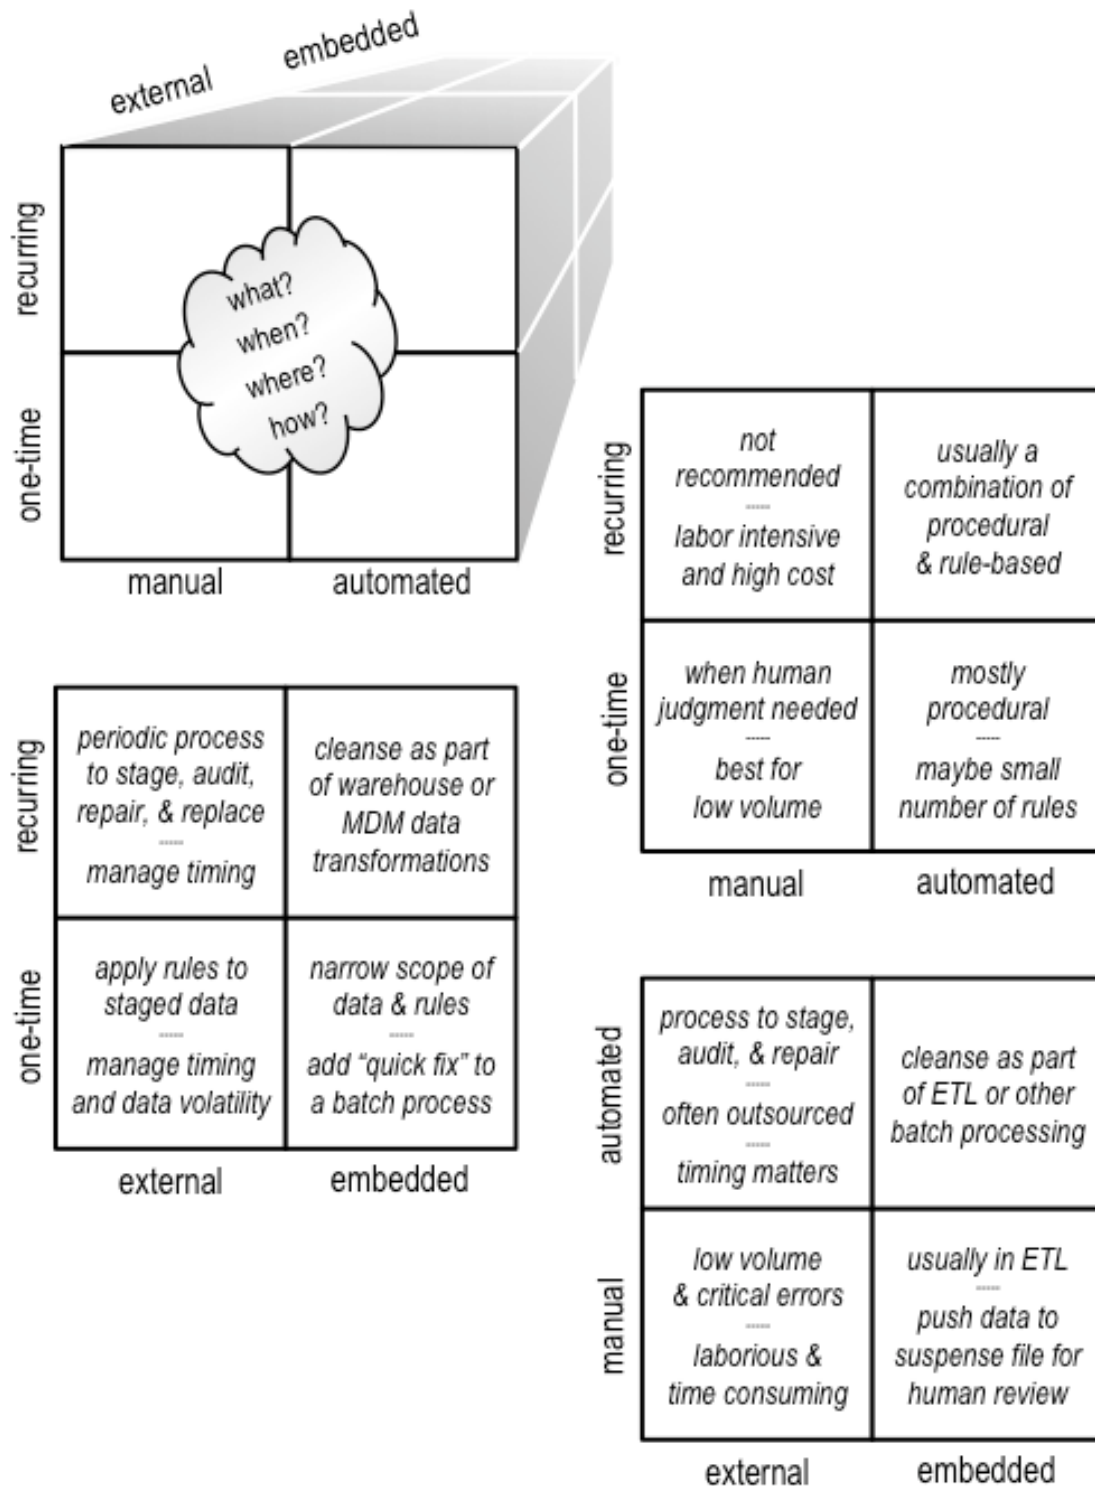 external
embedded
recurring
one-time
what?
when?
where?
how?
manual
automated
recurring
one-time
not
recommended
-----
labor intensive
and high cost
usually a
combination of
procedural
& rule-based
when human
judgment needed
-----
best for
low volume
mostly
procedural
-----
maybe small
number of rules
manual
automated
recurring
one-time
periodic process
to stage, audit,
repair, & replace
-----
manage timing
cleanse as part
of warehouse or
MDM data
transformations
apply rules to
staged data
-----
manage timing
and data volatility
narrow scope of
data & rules
-----
add “quick fix” to
a batch process
external
embedded
automated
manual
process to stage,
audit, & repair
-----
often outsourced
-----
timing matters
cleanse as part
of ETL or other
batch processing
low volume
& critical errors
-----
laborious &
time consuming
usually in ETL
-----
push data to
suspense file for
human review
external
embedded